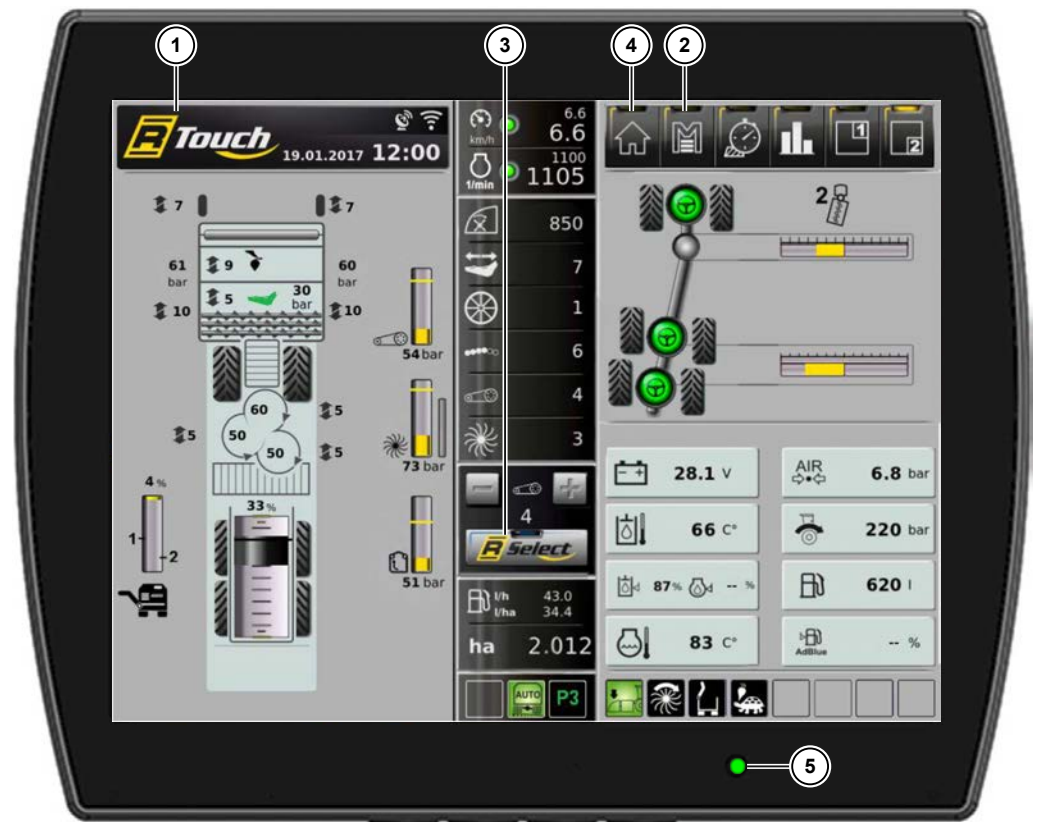 1
3
4
2
R Touch
19.01.2017 12:00
km/h
6.6
6.6
1/min
1100
1105
1
2
7
7
61
bar
9
60
bar
5
30
bar
10
10
54 bar
60
50
50
5
5
5
73 bar
4 %
1
2
33 %
51 bar
850
7
1
6
4
3
4
R Select
l/h 43.0
l/ha 34.4
ha 2.012
AUTO
P3
2
28.1 V
AIR
6.8 bar
66 C°
220 bar
87 % -- %
620 l
83 C°
AdBlue
-- %
5